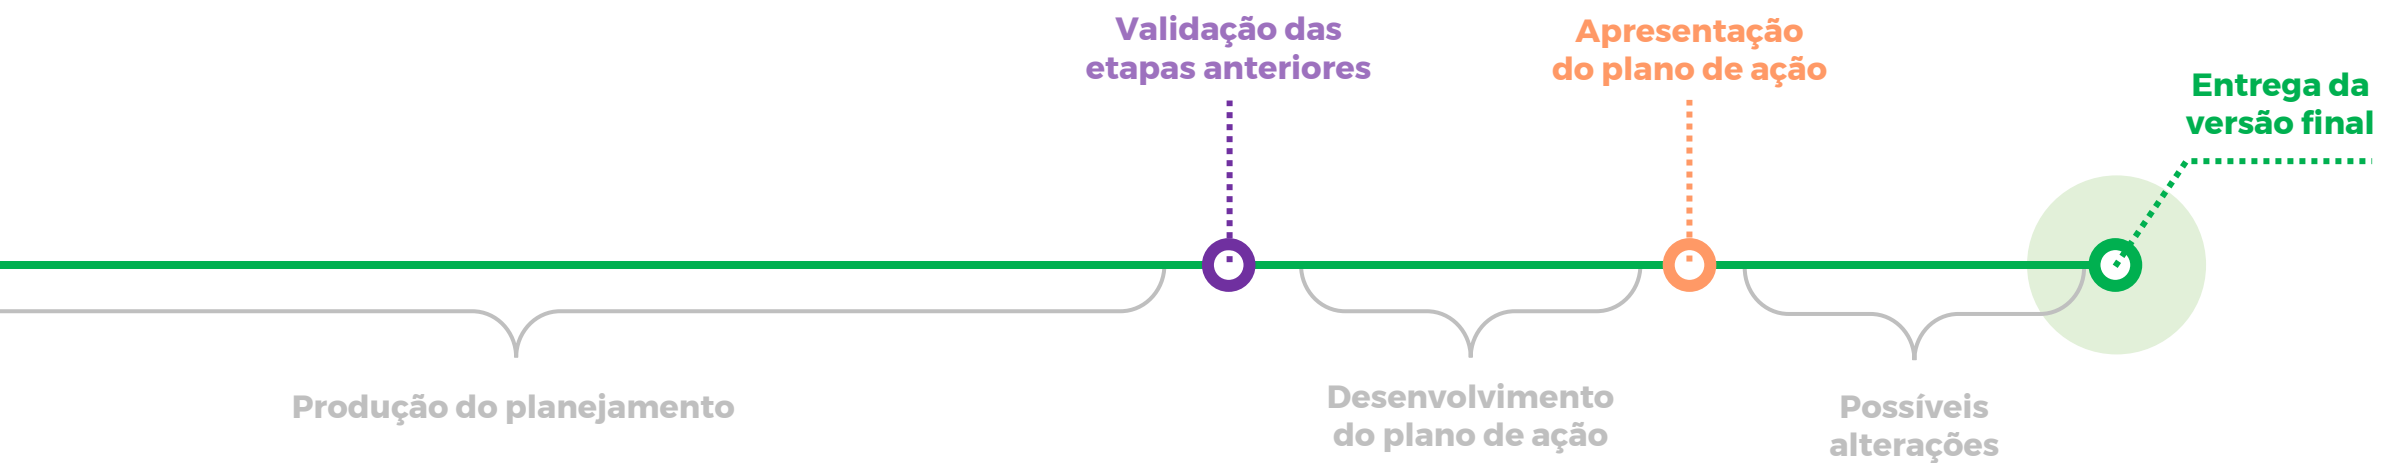 Validação das
etapas anteriores
Apresentação
do plano de ação
Entrega da
versão final
Produção do planejamento
Desenvolvimento
do plano de ação
Possíveis
alterações